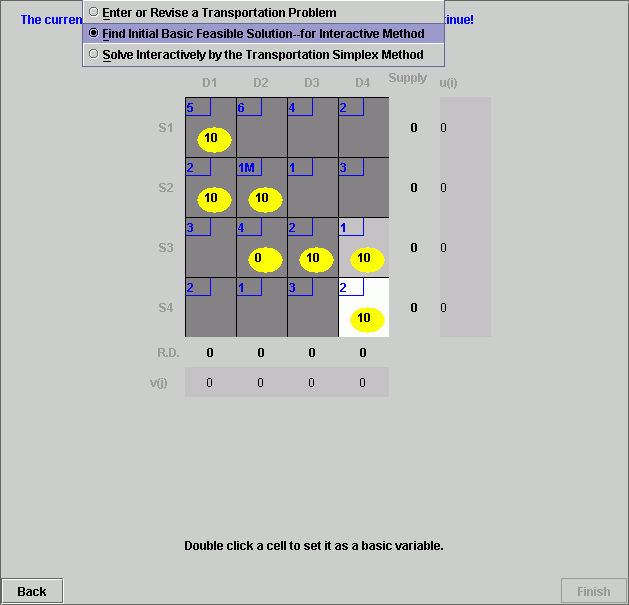 Enter or Revise a Transportation Problem
The curren nue!
Find Initial Basic Feasible Solution--for Interactive Method
Solve Interactively by the Transportation Simplex Method
D1 D2 D3 D4 Supply u(i)
5 6 4 2
S1 10 0 0
2 1M 1 3
S2 10 10 0 0
3 4 2 1
S3 0 10 10 0 0
2 1 3 2
S4 10 0 0
R.D. 0 0 0 0
v(j) 0 0 0 0
Double click a cell to set it as a basic variable.
Back Finish